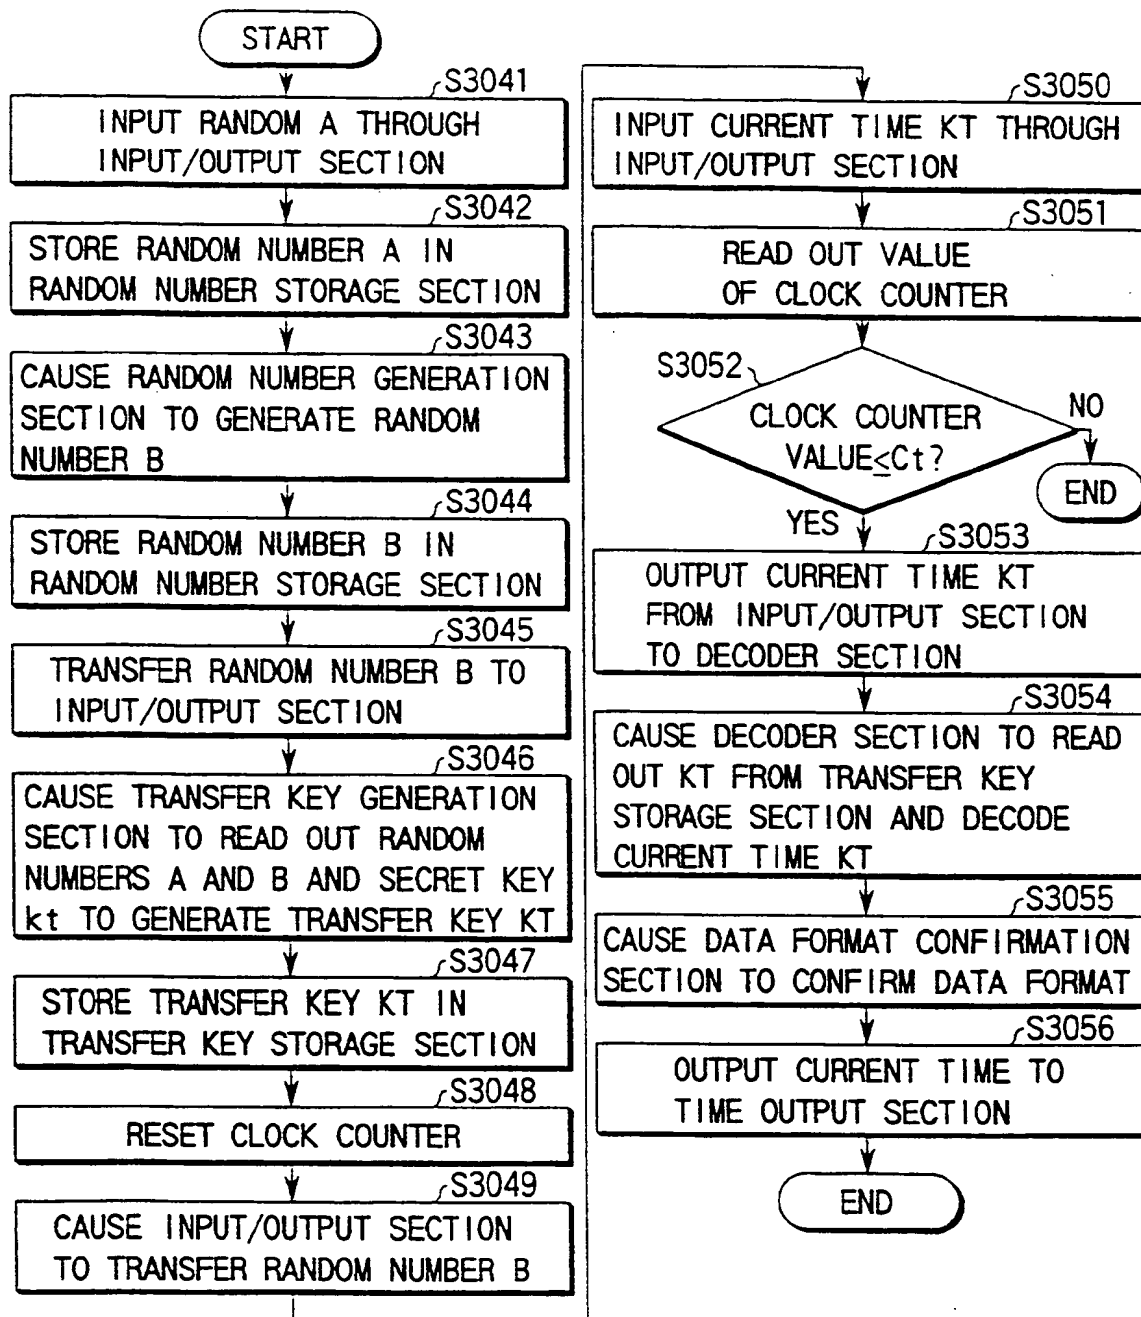 START
S3041
INPUT RANDOM A THROUGH
INPUT/OUTPUT SECTION
S3042
STORE RANDOM NUMBER A IN
RANDOM NUMBER STORAGE SECTION
S3043
CAUSE RANDOM NUMBER GENERATION
SECTION TO GENERATE RANDOM
NUMBER B
S3044
STORE RANDOM NUMBER B IN
RANDOM NUMBER STORAGE SECTION
S3045
TRANSFER RANDOM NUMBER B TO
INPUT/OUTPUT SECTION
S3046
CAUSE TRANSFER KEY GENERATION
SECTION TO READ OUT RANDOM
NUMBERS A AND B AND SECRET KEY
kt TO GENERATE TRANSFER KEY KT
S3047
STORE TRANSFER KEY KT IN
TRANSFER KEY STORAGE SECTION
S3048
RESET CLOCK COUNTER
S3049
CAUSE INPUT/OUTPUT SECTION
TO TRANSFER RANDOM NUMBER B
S3050
INPUT CURRENT TIME KT THROUGH
INPUT/OUTPUT SECTION
S3051
READ OUT VALUE
OF CLOCK COUNTER
S3052
CLOCK COUNTER
VALUE≤Ct?
NO
END
YES
S3053
OUTPUT CURRENT TIME KT
FROM INPUT/OUTPUT SECTION
TO DECODER SECTION
S3054
CAUSE DECODER SECTION TO READ
OUT KT FROM TRANSFER KEY
STORAGE SECTION AND DECODE
CURRENT TIME KT
S3055
CAUSE DATA FORMAT CONFIRMATION
SECTION TO CONFIRM DATA FORMAT
S3056
OUTPUT CURRENT TIME TO
TIME OUTPUT SECTION
END